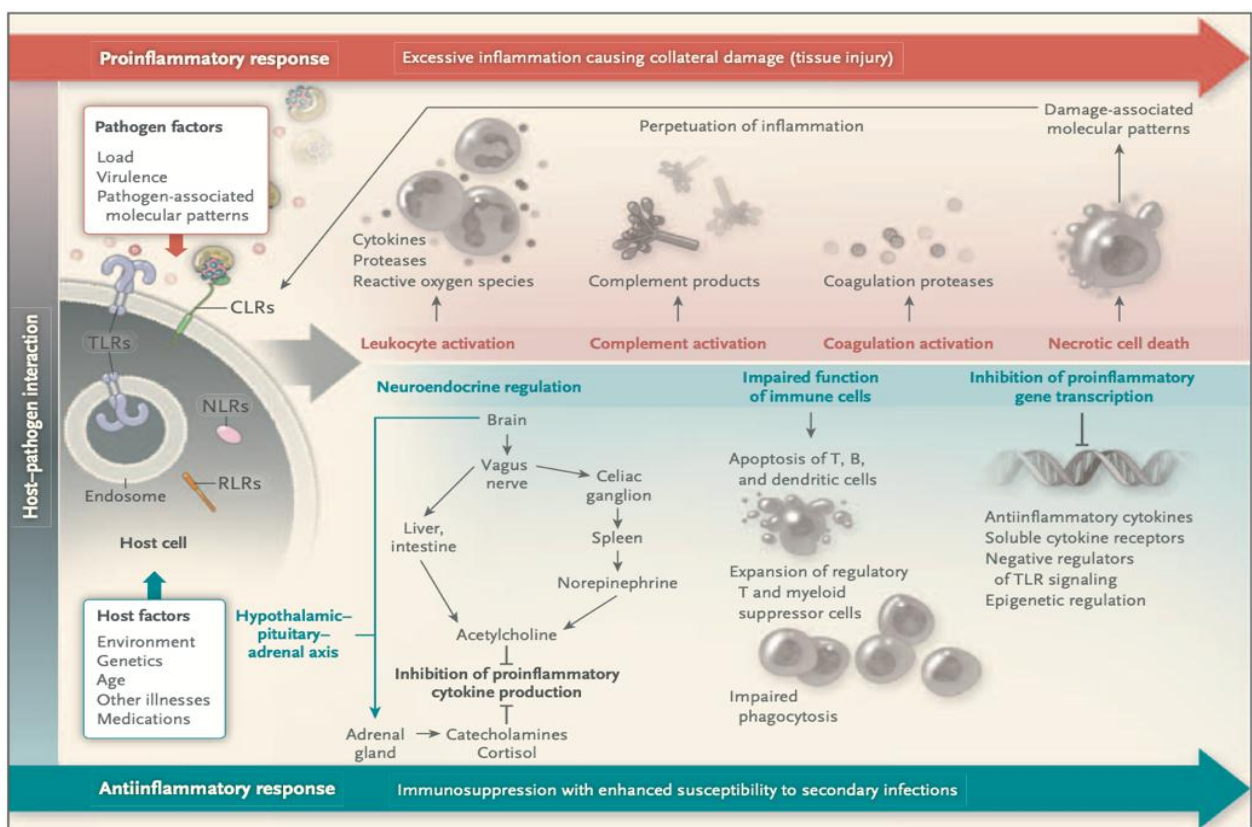 Proinflammatory response
Excessive inflammation causing collateral damage (tissue injury)
Host–pathogen interaction
Pathogen factors
Load
Virulence
Pathogen-associated
molecular patterns
TLRs
CLRs
NLRs
RLRs
Endosome
Host cell
Host factors
Environment
Genetics
Age
Other illnesses
Medications
Perpetuation of inflammation
Damage-associated
molecular patterns
Cytokines
Proteases
Reactive oxygen species
Complement products
Coagulation proteases
Leukocyte activation
Complement activation
Coagulation activation
Necrotic cell death
Neuroendocrine regulation
Brain
Vagus
nerve
Celiac
ganglion
Liver,
intestine
Spleen
Norepinephrine
Hypothalamic–
pituitary–
adrenal axis
Acetylcholine
Inhibition of proinflammatory
cytokine production
Adrenal
gland
Catecholamines
Cortisol
Impaired function
of immune cells
Apoptosis of T, B,
and dendritic cells
Expansion of regulatory
T and myeloid
suppressor cells
Impaired
phagocytosis
Inhibition of proinflammatory
gene transcription
Antiinflammatory cytokines
Soluble cytokine receptors
Negative regulators
of TLR signaling
Epigenetic regulation
Antiinflammatory response
Immunosuppression with enhanced susceptibility to secondary infections